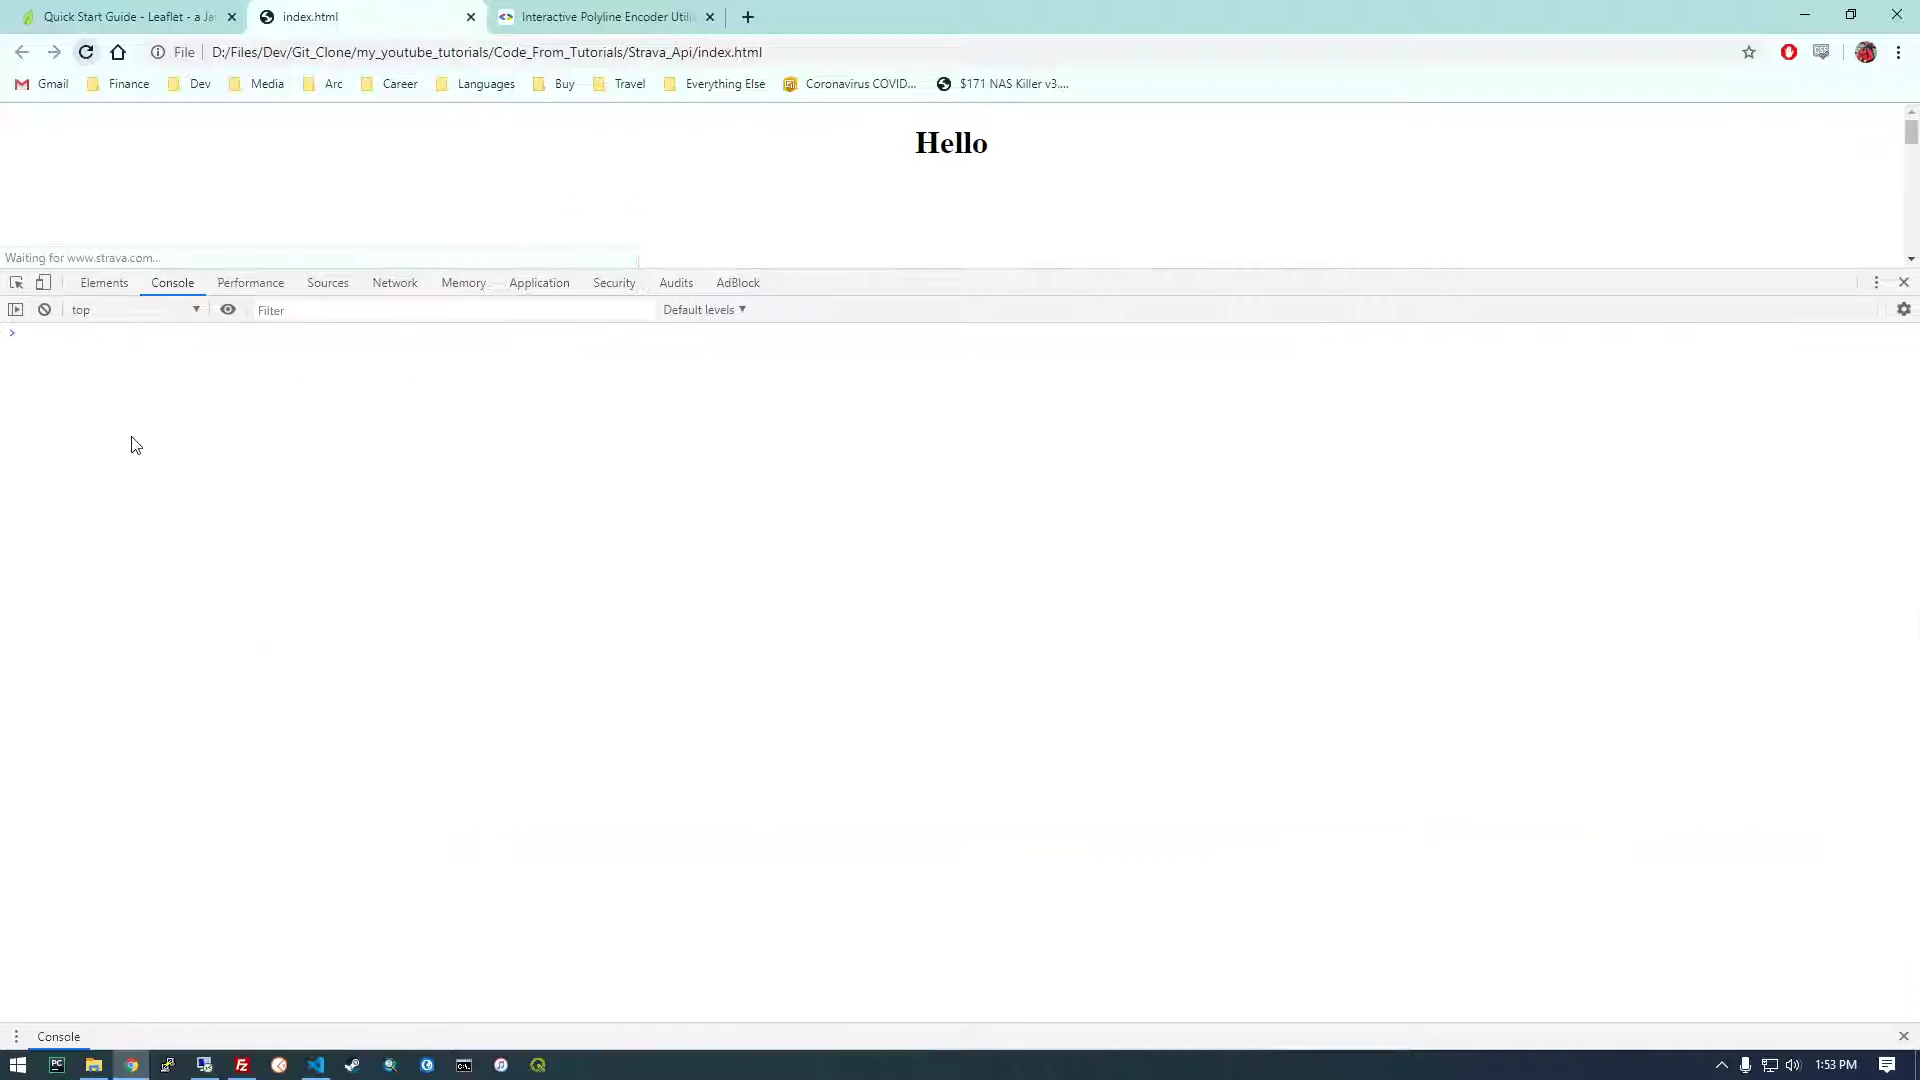 Quick Start Guide - Leaflet - a Ja
index.html
Interactive Polyline Encoder Utili
File
D:/Files/Dev/Git_Clone/my_youtube_tutorials/Code_From_Tutorials/Strava_Api/index.html
Gmail
Finance
Dev
Media
Arc
Career
Languages
Buy
Travel
Everything Else
Coronavirus COVID...
$171 NAS Killer v3....
Hello
Waiting for www.strava.com...
Elements
Console
Performance
Sources
Network
Memory
Application
Security
Audits
AdBlock
top
Filter
Default levels
Console
1:53 PM